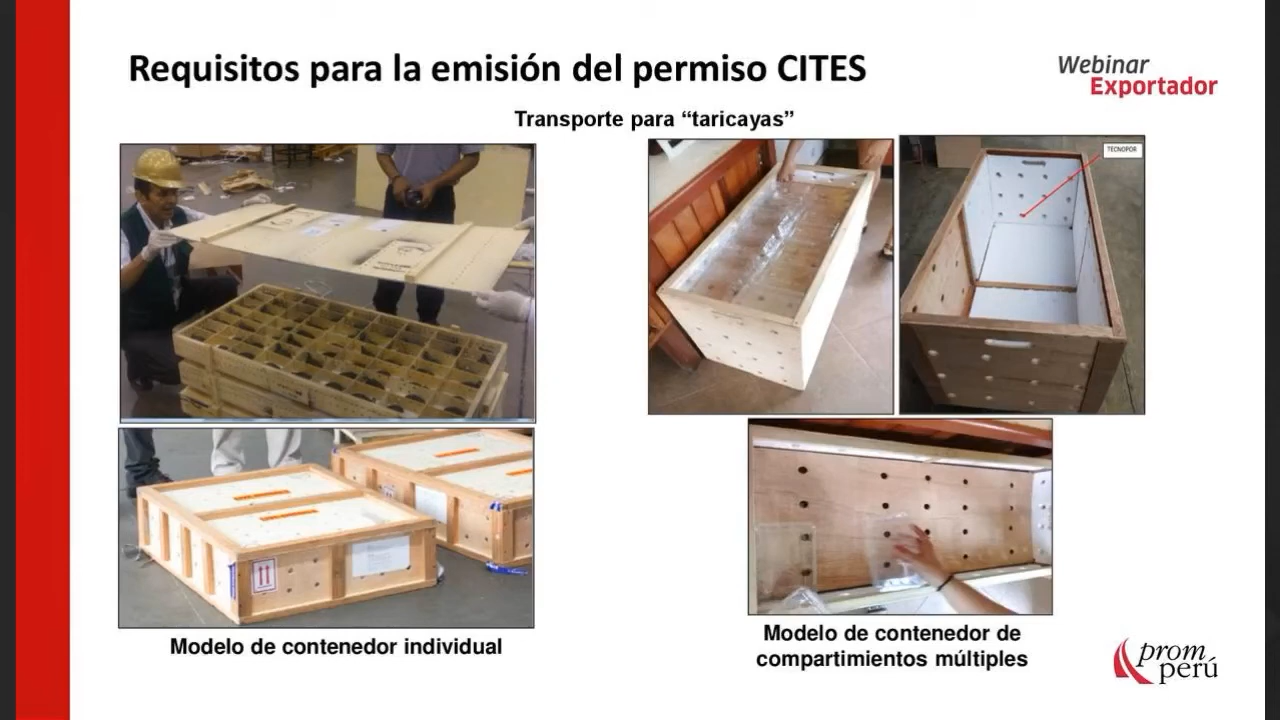 Requisitos para la emisión del permiso CITES
Webinar
Exportador
Transporte para “taricayas”
TECNOPOR
Modelo de contenedor individual
Modelo de contenedor de
compartimientos múltiples
prom
perú